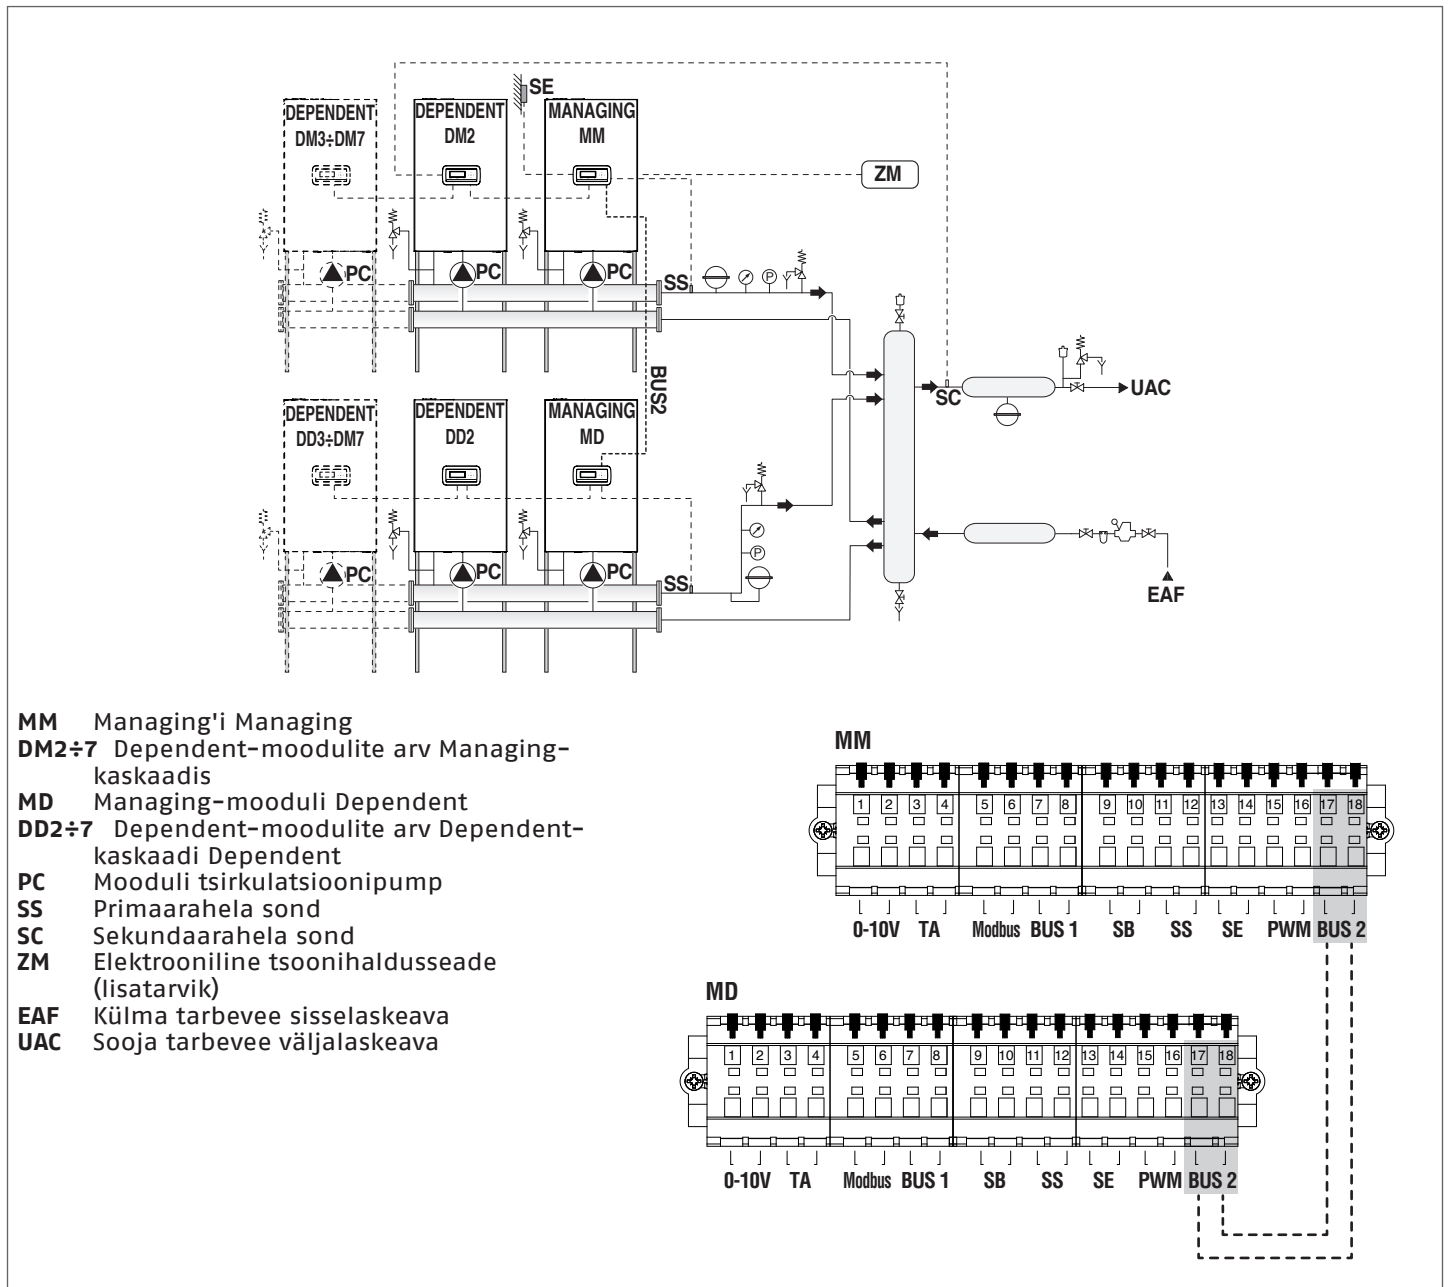 SE
DEPENDENT
DM3÷DM7
DEPENDENT
DM2
MANAGING
MM
ZM
PC
PC
PC
SS
P
BUS2
SC
UAC
DEPENDENT
DD3÷DM7
DEPENDENT
DD2
MANAGING
MD
P
PC
PC
PC
SS
EAF
MM Managing'i Managing
DM2÷7 Dependent-moodulite arv Managing-
kaskaadis
MD Managing-mooduli Dependent
DD2÷7 Dependent-moodulite arv Dependent-
kaskaadi Dependent
PC Mooduli tsirkulatsioonipump
SS Primaarahela sond
SC Sekundaarahela sond
ZM Elektrooniline tsoonihaldusseade
(lisatarvik)
EAF Külma tarbevee sisselaskeava
UAC Sooja tarbevee väljalaskeava
MM
1 2 3 4 5 6 7 8 9 10 11 12 13 14 15 16 17 18
0-10V TA Modbus BUS 1 SB SS SE PWM BUS 2
MD
1 2 3 4 5 6 7 8 9 10 11 12 13 14 15 16 17 18
0-10V TA Modbus BUS 1 SB SS SE PWM BUS 2